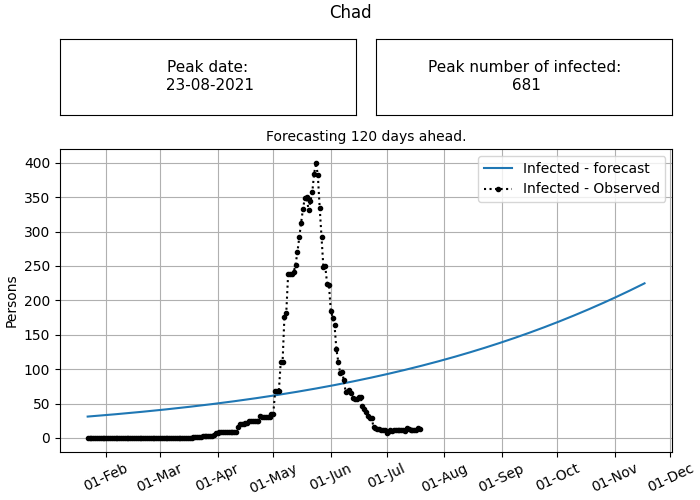 Chad
Peak date:
23-08-2021
Peak number of infected:
681
Forecasting 120 days ahead.
Infected - forecast
Infected - Observed
Persons
400
350
300
250
200
150
100
50
0
01-Feb
01-Mar
01-Apr
01-May
01-Jun
01-Jul
01-Aug
01-Sep
01-Oct
01-Nov
01-Dec